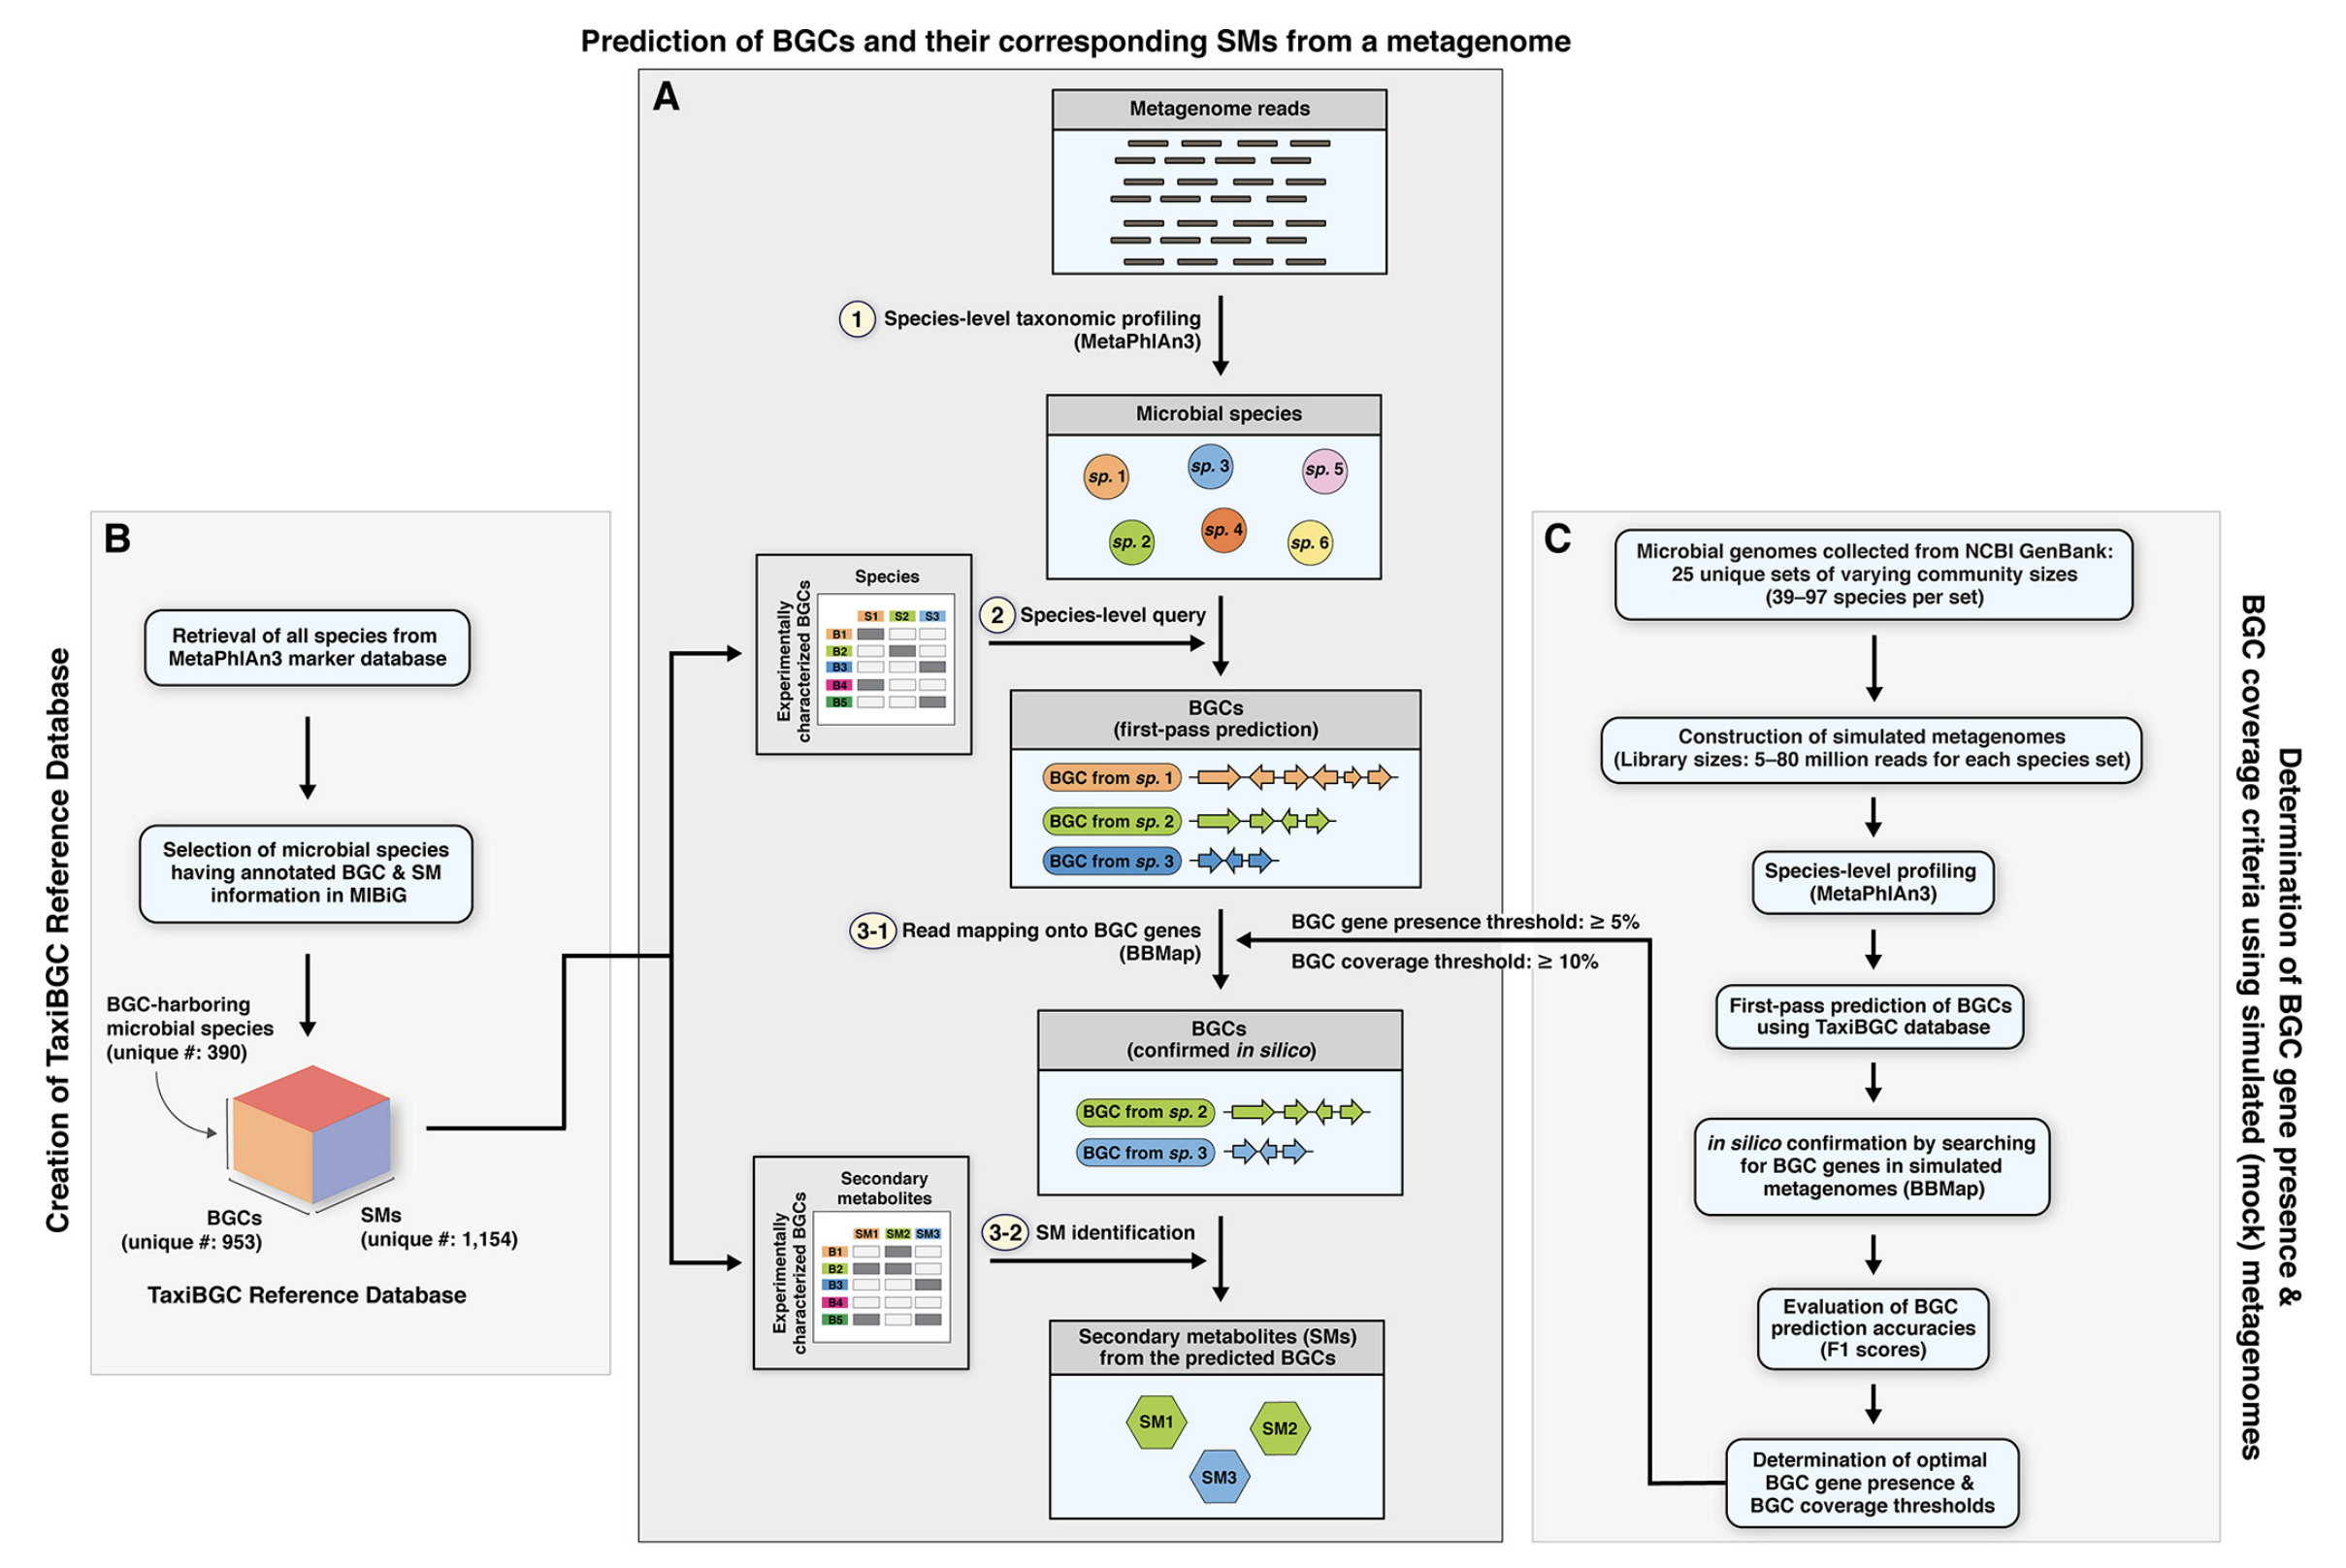 Prediction of BGCs and their corresponding SMs from a metagenome
A
Metagenome reads
1
Species-level taxonomic profiling
(MetaPhlAn3)
Microbial species
sp. 1
sp. 3
sp. 5
sp. 2
sp. 4
sp. 6
Species
Experimentally
characterized BGCs
S1 S2 S3
B1
B2
B3
B4
B5
2
Species-level query
BGCs
(first-pass prediction)
BGC from sp. 1
BGC from sp. 2
BGC from sp. 3
3-1
Read mapping onto BGC genes
(BBMap)
BGC gene presence threshold: ≥ 5%
BGC coverage threshold: ≥ 10%
BGCs
(confirmed in silico)
BGC from sp. 2
BGC from sp. 3
Secondary
metabolites
Experimentally
characterized BGCs
SM1 SM2 SM3
B1
B2
B3
B4
B5
3-2
SM identification
Secondary metabolites (SMs)
from the predicted BGCs
SM1
SM2
SM3
Creation of TaxiBGC Reference Database
B
Retrieval of all species from
MetaPhlAn3 marker database
Selection of microbial species
having annotated BGC & SM
information in MIBiG
BGC-harboring
microbial species
(unique #: 390)
BGCs
(unique #: 953)
SMs
(unique #: 1,154)
TaxiBGC Reference Database
C
Microbial genomes collected from NCBI GenBank:
25 unique sets of varying community sizes
(39–97 species per set)
Construction of simulated metagenomes
(Library sizes: 5–80 million reads for each species set)
Species-level profiling
(MetaPhlAn3)
First-pass prediction of BGCs
using TaxiBGC database
in silico confirmation by searching
for BGC genes in simulated
metagenomes (BBMap)
Evaluation of BGC
prediction accuracies
(F1 scores)
Determination of optimal
BGC gene presence &
BGC coverage thresholds
Determination of BGC gene presence &
BGC coverage criteria using simulated (mock) metagenomes